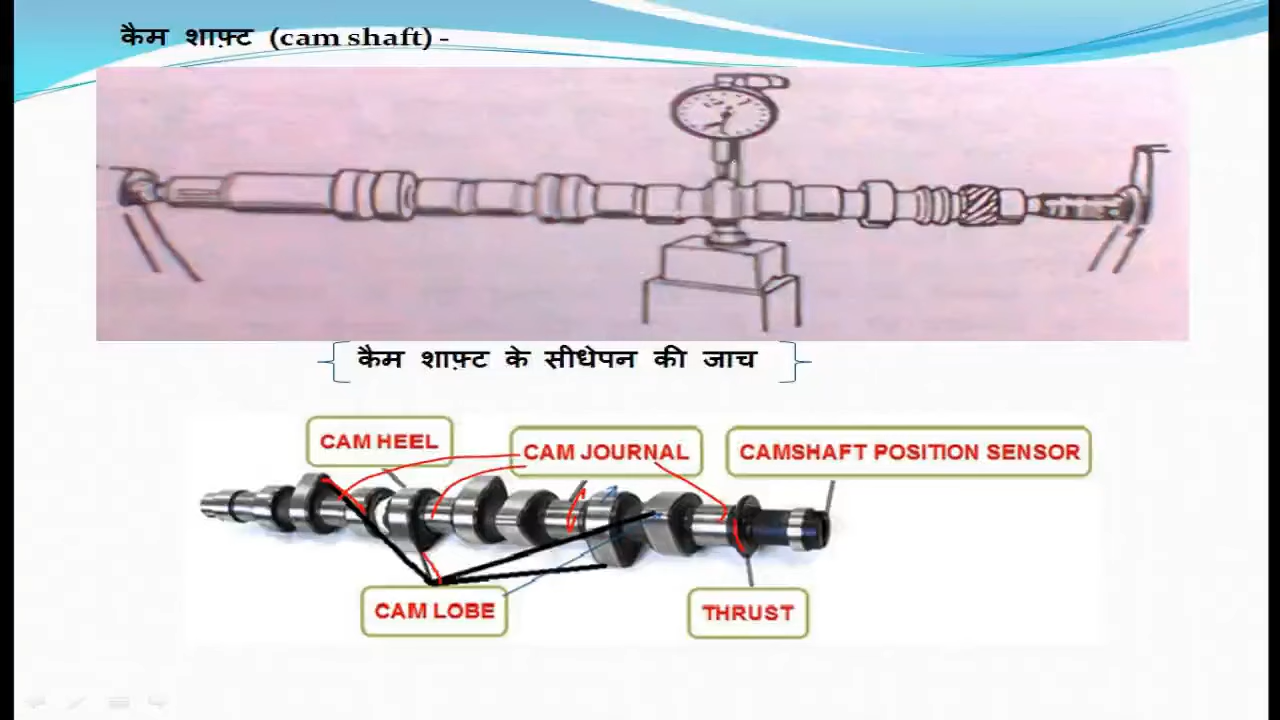 कैम शाफ़्ट (cam shaft) -
कैम शाफ़्ट के सीधेपन की जाच
CAM HEEL
CAM JOURNAL
CAMSHAFT POSITION SENSOR
CAM LOBE
THRUST